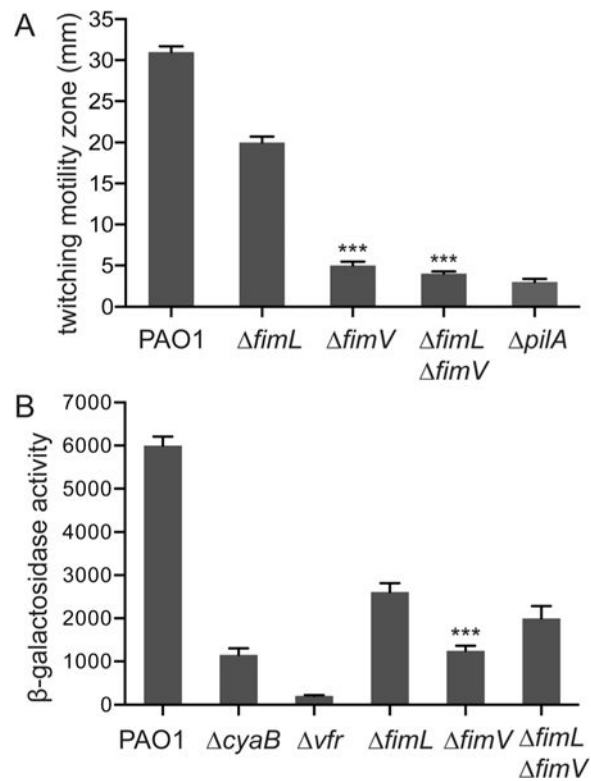 A
twitching motility zone (mm)
35
30
25
20
15
10
5
0
***
***
PAO1 ΔfimL ΔfimV ΔfimL ΔpilA
ΔfimV
B
β-galactosidase activity
7000
6000
5000
4000
3000
2000
1000
0
***
PAO1 ΔcyaB Δvfr ΔfimL ΔfimV ΔfimL
ΔfimV